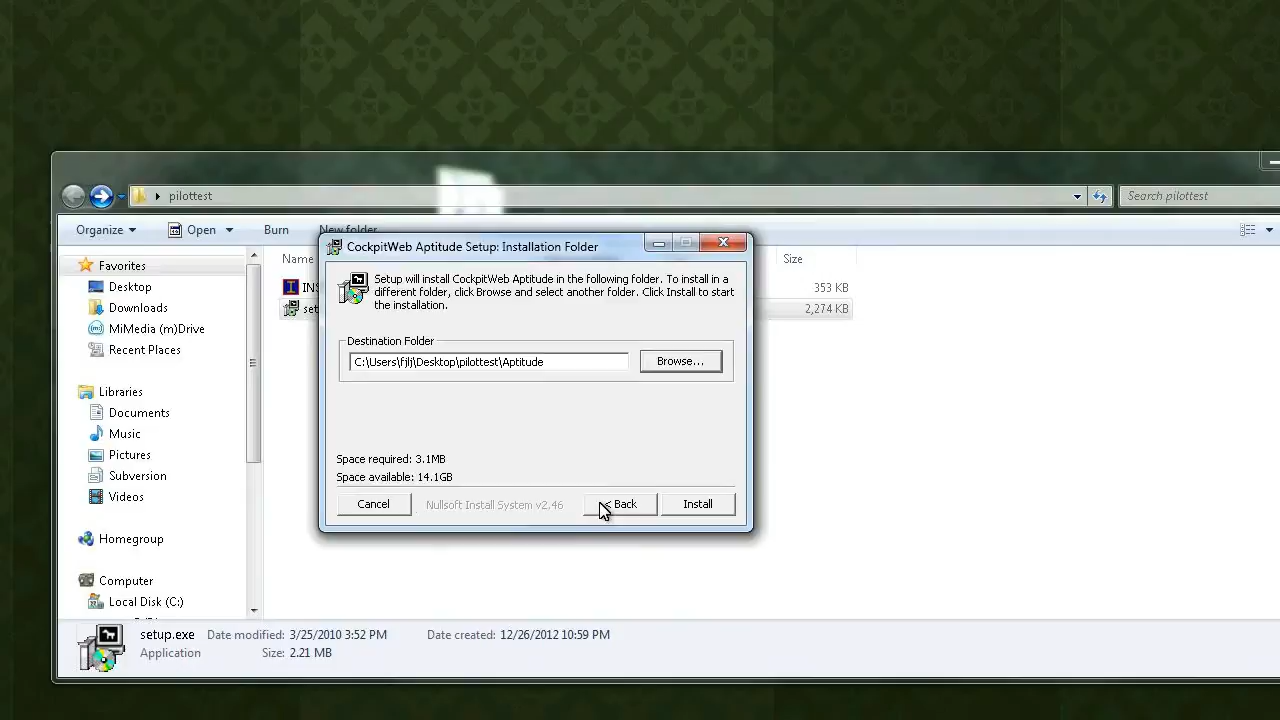 pilottest
Search pilottest
Organize
Open
Burn
New folder
CockpitWeb Aptitude Setup: Installation Folder
Setup will install CockpitWeb Aptitude in the following folder. To install in a
different folder, click Browse and select another folder. Click Install to start
the installation.
Destination Folder
C:\Users\fjlj\Desktop\pilottest\Aptitude
Browse...
Space required: 3.1MB
Space available: 14.1GB
Cancel
Nullsoft Install System v2.46
< Back
Install
Name
Size
353 KB
2,274 KB
Favorites
Desktop
Downloads
MiMedia (m)Drive
Recent Places
Libraries
Documents
Music
Pictures
Subversion
Videos
Homegroup
Computer
Local Disk (C:)
setup.exe
Date modified: 3/25/2010 3:52 PM
Date created: 12/26/2012 10:59 PM
Application
Size: 2.21 MB